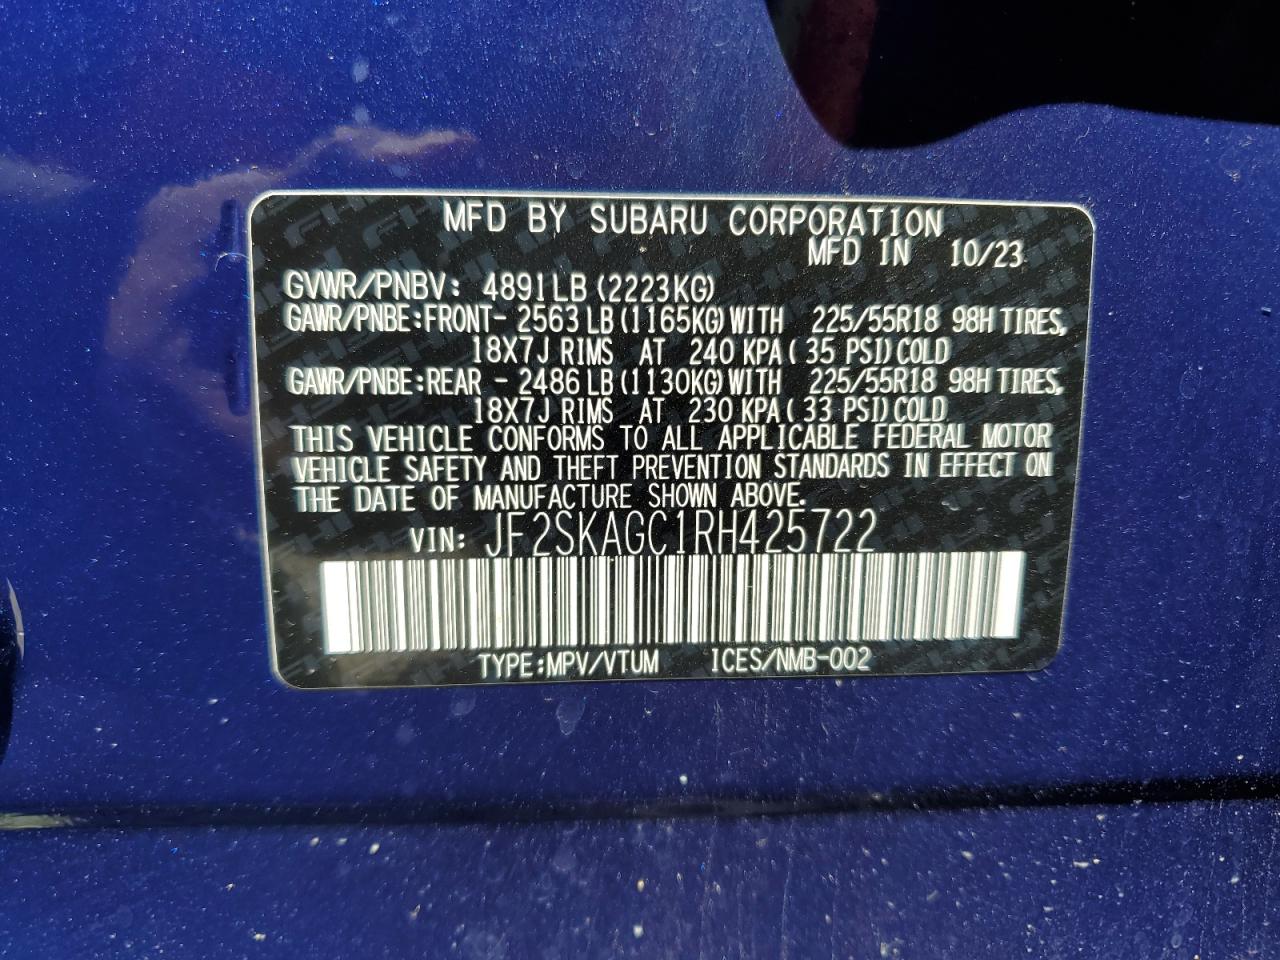 MFD BY SUBARU CORPORATION
MFD IN 10/23
GVWR/PNBV: 4891LB (2223KG)
GAWR/PNBE:FRONT- 2563 LB (1165KG) WITH 225/55R18 98H TIRES,
18X7J RIMS AT 240 KPA( 35 PSI)COLD
GAWR/PNBE:REAR - 2486 LB (1130KG) WITH 225/55R18 98H TIRES,
18X7J RIMS AT 230 KPA( 33 PSI)COLD
THIS VEHICLE CONFORMS TO ALL APPLICABLE FEDERAL MOTOR
VEHICLE SAFETY AND THEFT PREVENTION STANDARDS IN EFFECT ON
THE DATE OF MANUFACTURE SHOWN ABOVE.
VIN: JF2SKAGC1RH425722
TYPE:MPV/VTUM ICES/NMB-002